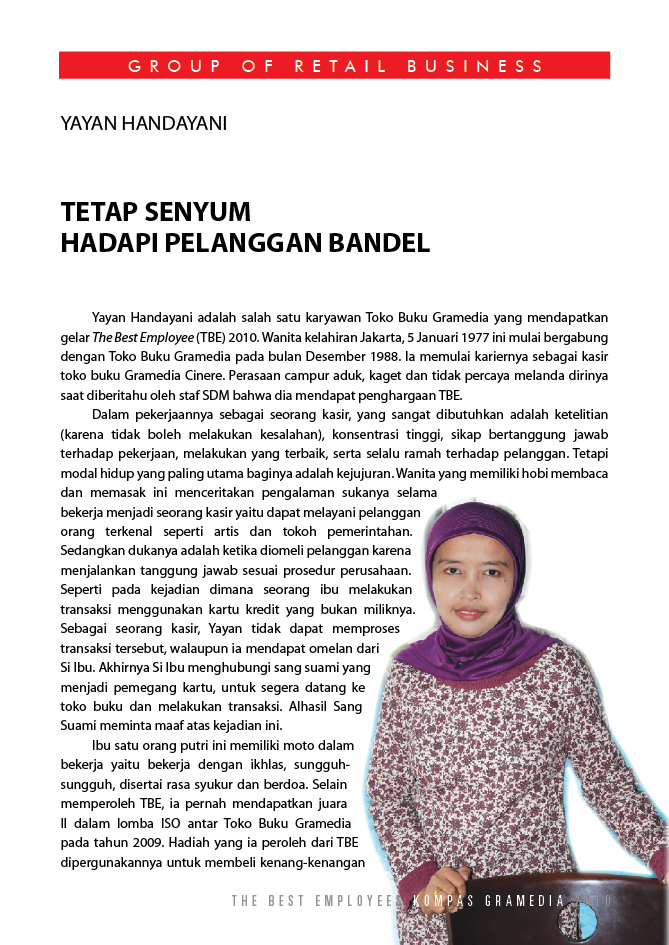 GROUP OF RETAIL BUSINESS
YAYAN HANDAYANI
TETAP SENYUM
HADAPI PELANGGAN BANDEL
Yayan Handayani adalah salah satu karyawan Toko Buku Gramedia yang mendapatkan
gelar The Best Employee (TBE) 2010. Wanita kelahiran Jakarta, 5 Januari 1977 ini mulai bergabung
dengan Toko Buku Gramedia pada bulan Desember 1988. Ia memulai kariernya sebagai kasir
toko buku Gramedia Cinere. Perasaan campur aduk, kaget dan tidak percaya melanda dirinya
saat diberitahu oleh staf SDM bahwa dia mendapat penghargaan TBE.
Dalam pekerjaannya sebagai seorang kasir, yang sangat dibutuhkan adalah ketelitian
(karena tidak boleh melakukan kesalahan), konsentrasi tinggi, sikap bertanggung jawab
terhadap pekerjaan, melakukan yang terbaik, serta selalu ramah terhadap pelanggan. Tetapi
modal hidup yang paling utama baginya adalah kejujuran. Wanita yang memiliki hobi membaca
dan memasak ini menceritakan pengalaman sukanya selama
bekerja menjadi seorang kasir yaitu dapat melayani pelanggan
orang terkenal seperti artis dan tokoh pemerintahan.
Sedangkan dukanya adalah ketika diomeli pelanggan karena
menjalankan tanggung jawab sesuai prosedur perusahaan.
Seperti pada kejadian dimana seorang ibu melakukan
transaksi menggunakan kartu kredit yang bukan miliknya.
Sebagai seorang kasir, Yayan tidak dapat memproses
transaksi tersebut, walaupun ia mendapat omelan dari
Si Ibu. Akhirnya Si Ibu menghubungi sang suami yang
menjadi pemegang kartu, untuk segera datang ke
toko buku dan melakukan transaksi. Alhasil Sang
Suami meminta maaf atas kejadian ini.
Ibu satu orang putri ini memiliki moto dalam
bekerja yaitu bekerja dengan ikhlas, sungguh-
sungguh, disertai rasa syukur dan berdoa. Selain
memperoleh TBE, ia pernah mendapatkan juara
II dalam lomba ISO antar Toko Buku Gramedia
pada tahun 2009. Hadiah yang ia peroleh dari TBE
dipergunakannya untuk membeli kenang-kenangan
THE BEST EMPLOYEES KOMPAS GRAMEDIA